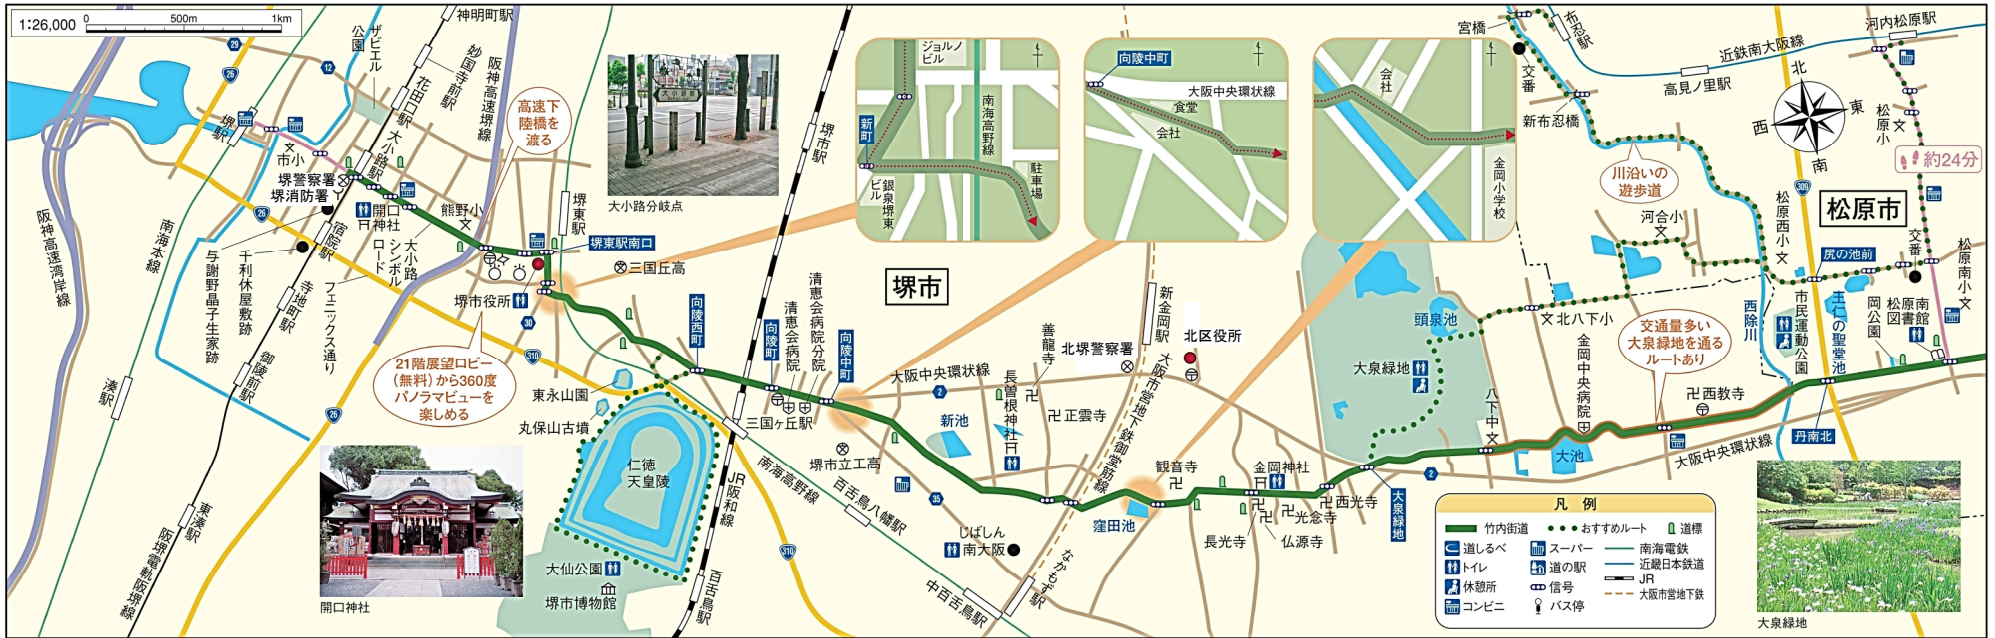 1:26,000
0
500m
1km
神明町駅
妙国寺前駅
阪神高速堺線
ザビエル
公園
花田口駅
大小路駅
29
26
12
堺駅
市小
堺警察署
堺消防署
開口
神社
熊野小
大小路
シンボル
ロード
宿院駅
フェニックス通り
与謝野晶子生家跡
千利休屋敷跡
寺地町駅
御陵前駅
東湊駅
阪堺電軌阪堺線
湊駅
南海本線
阪神高速湾岸線
26
26
高速下
陸橋を
渡る
大小路
大小路分岐点
堺東駅
堺東駅南口
堺市役所
30
310
21階展望ロビー
(無料)から360度
パノラマビューを
楽しめる
開口神社
三国丘高
堺市駅
堺市
向陵西町
向陵町
清恵会病院
清恵会病院分院
向陵中町
三国ヶ丘駅
東永山園
丸保山古墳
仁徳
天皇陵
大仙公園
堺市博物館
JR阪和線
百舌鳥駅
南海高野線
百舌鳥八幡駅
中百舌鳥駅
310
堺市立工高
35
じばしん
南大阪
なかもず駅
新池
大阪中央環状線
2
長曽根神社
善龍寺
正雲寺
北堺警察署
新金岡駅
大阪市営地下鉄御堂筋線
北区役所
窪田池
観音寺
長光寺
金岡神社
仏源寺
光念寺
西光寺
大泉緑地
2
ジョルノ
ビル
新町
銀泉堺東
ビル
南海高野線
駐車場
向陵中町
大阪中央環状線
食堂
会社
会社
金岡小学校
宮橋
布忍駅
交番
新布忍橋
近鉄南大阪線
高見ノ里駅
河内松原駅
松原小
北
東
西
南
約24分
川沿いの
遊歩道
309
松原市
河合小
松原西小
尻の池前
交番
松原南小
頭泉池
大泉緑地
北八下小
西除川
市民運動公園
王仁の聖堂池
岡公園
松原南
図書館
交通量多い
大泉緑地を通る
ルートあり
八下中
金岡中央病院
大池
西教寺
丹南北
大阪中央環状線
凡例
竹内街道
おすすめルート
道標
道しるべ
スーパー
南海電鉄
トイレ
道の駅
近畿日本鉄道
休憩所
信号
JR
コンビニ
バス停
大阪市営地下鉄
大泉緑地